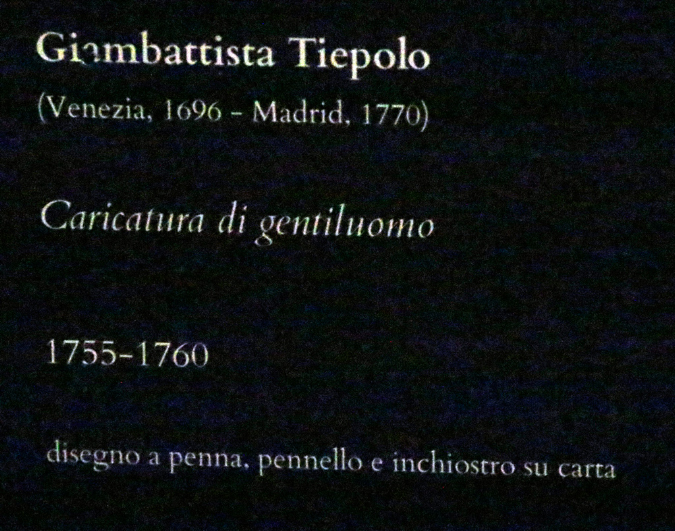 Giambattista Tiepolo
(Venezia, 1696 - Madrid, 1770)
Caricatura di gentiluomo
1755-1760
disegno a penna, pennello e inchiostro su carta